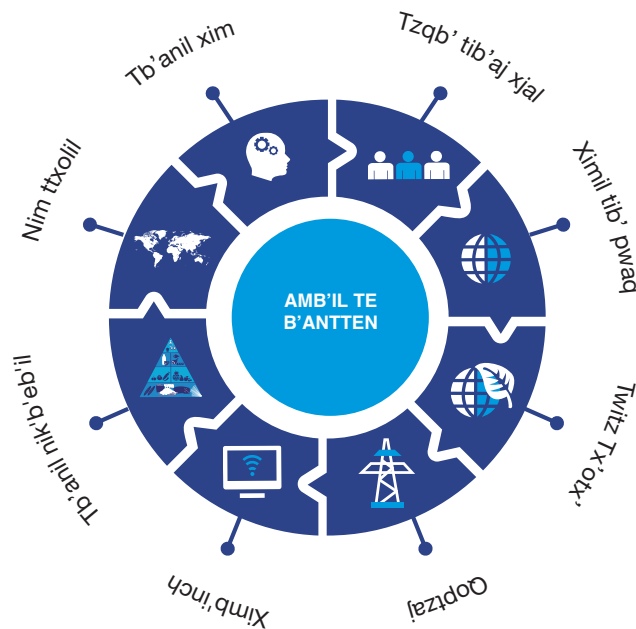 Tb'anil xim
Tzqb' tib'aj xjal
Ximil tib' pwaq
Twitz Tx'otx'
Qoptzaj
Ximb'inch
Tb'anil nik'b'eb'il
Nim ttxolil
AMB'IL TE
B'ANTTEN